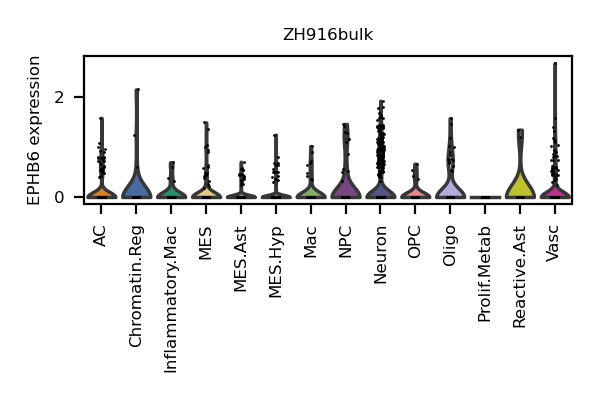 ZH916bulk
EPHB6 expression
2
0
AC
Chromatin.Reg
Inflammatory.Mac
MES
MES.Ast
MES.Hyp
Mac
NPC
Neuron
OPC
Oligo
Prolif.Metab
Reactive.Ast
Vasc